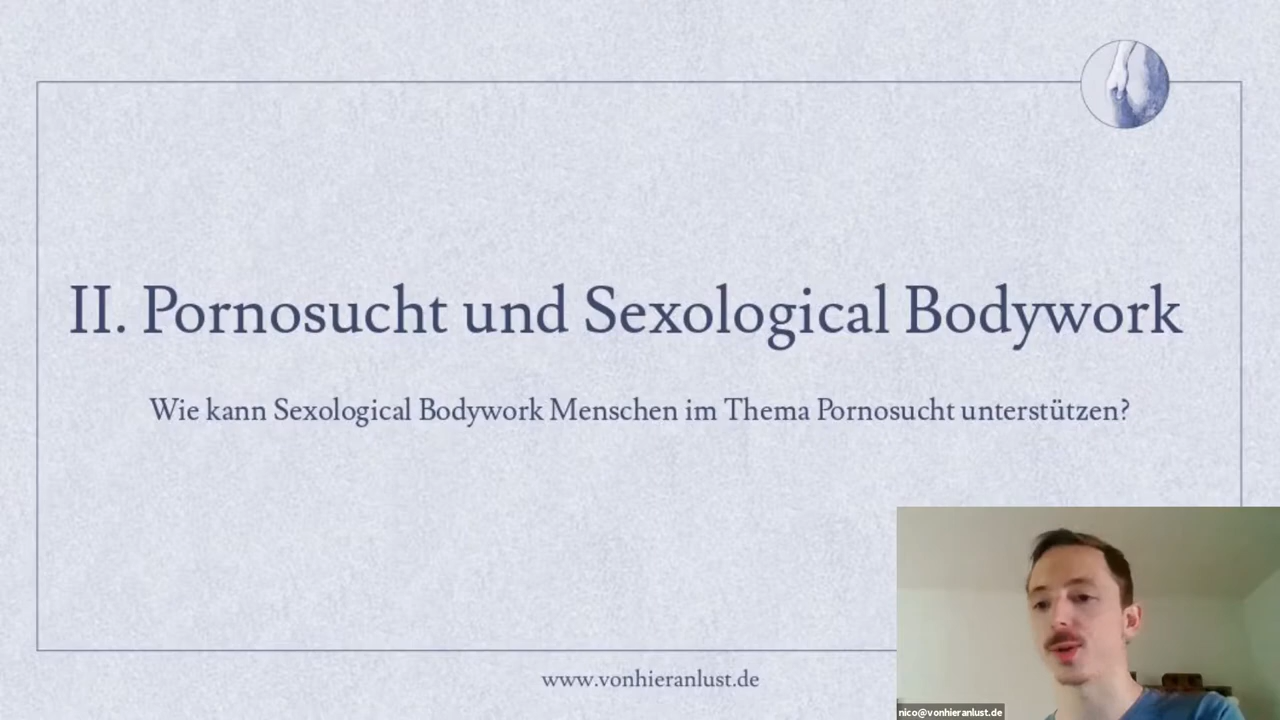 II. Pornosucht und Sexological Bodywork
Wie kann Sexological Bodywork Menschen im Thema Pornosucht unterstützen?
www.vonhieranlust.de
nico@vonhieranlust.de